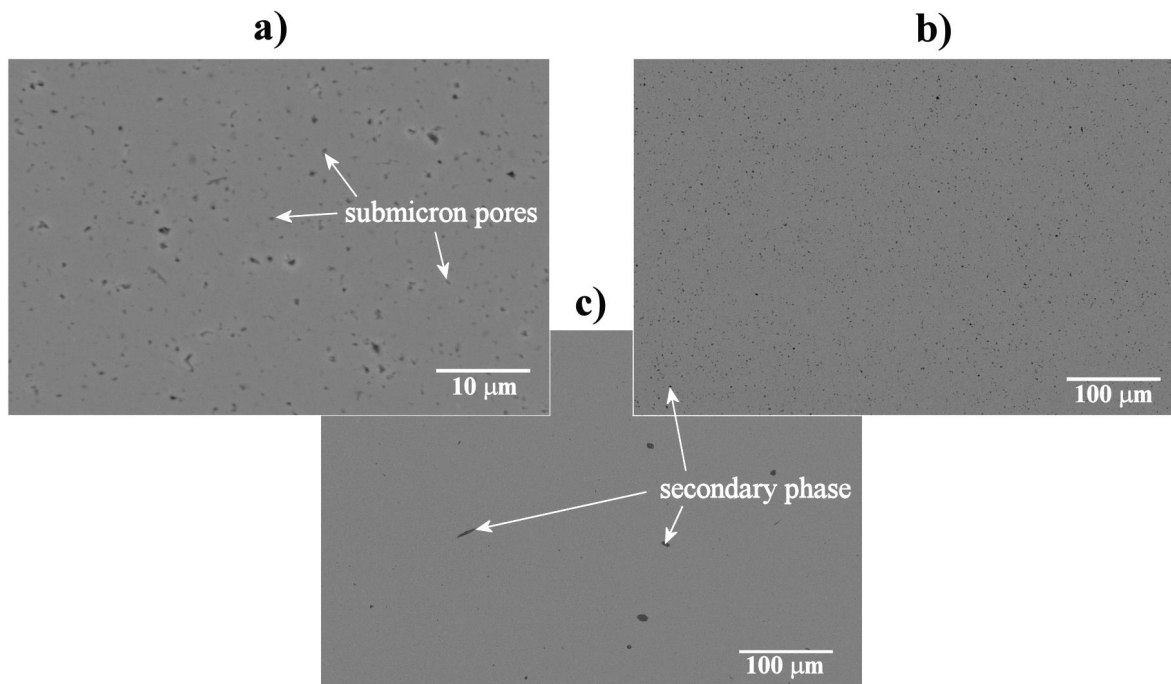 a)
b)
submicron pores
10 μm
c)
100 μm
secondary phase
100 μm